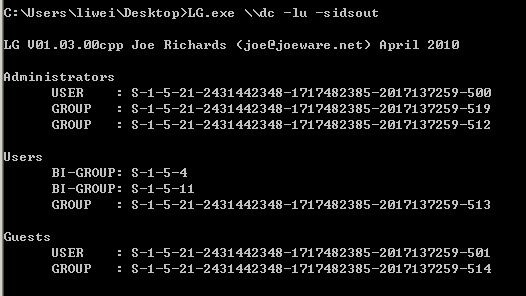 C:\Users\liwei\Desktop>LG.exe \\dc -lu -sidsout
LG V01.03.00cpp Joe Richards (joe@joeware.net) April 2010
Administrators
USER : S-1-5-21-2431442348-1717482385-2017137259-500
GROUP : S-1-5-21-2431442348-1717482385-2017137259-519
GROUP : S-1-5-21-2431442348-1717482385-2017137259-512
Users
BI-GROUP: S-1-5-4
BI-GROUP: S-1-5-11
GROUP : S-1-5-21-2431442348-1717482385-2017137259-513
Guests
USER : S-1-5-21-2431442348-1717482385-2017137259-501
GROUP : S-1-5-21-2431442348-1717482385-2017137259-514